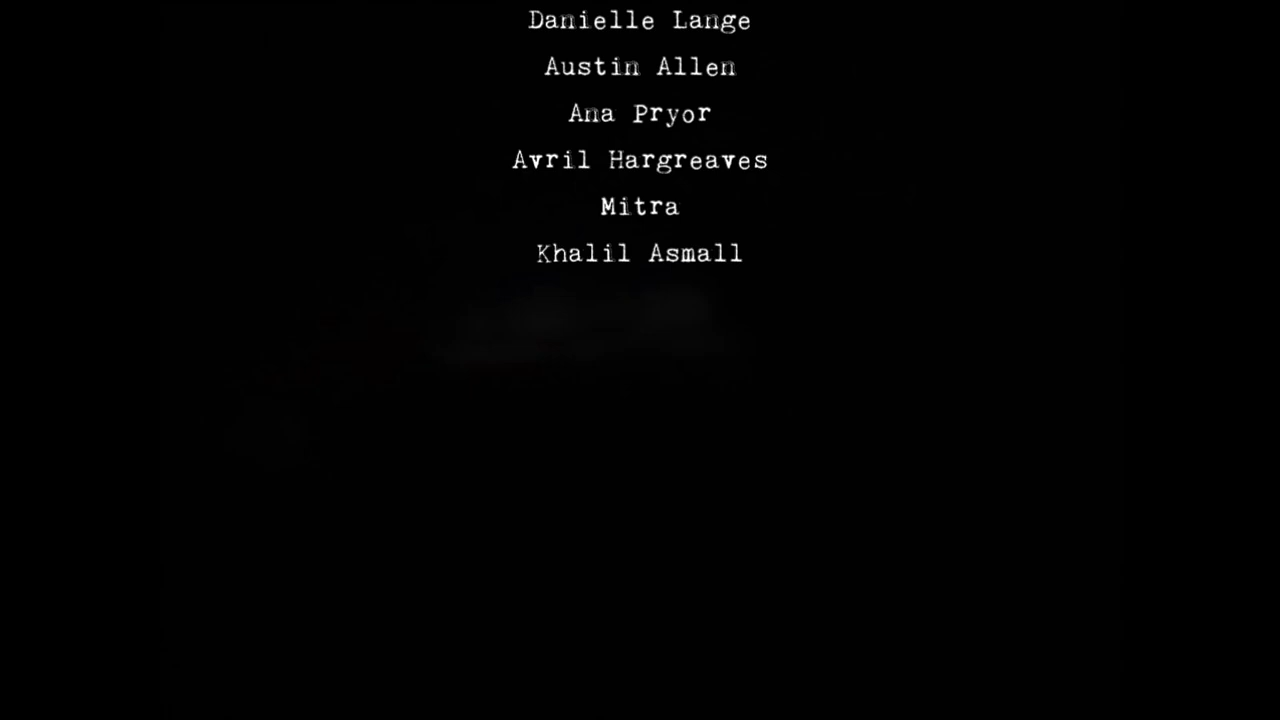 Danielle Lange
Austin Allen
Ana Pryor
Avril Hargreaves
Mitra
Khalil Asmall